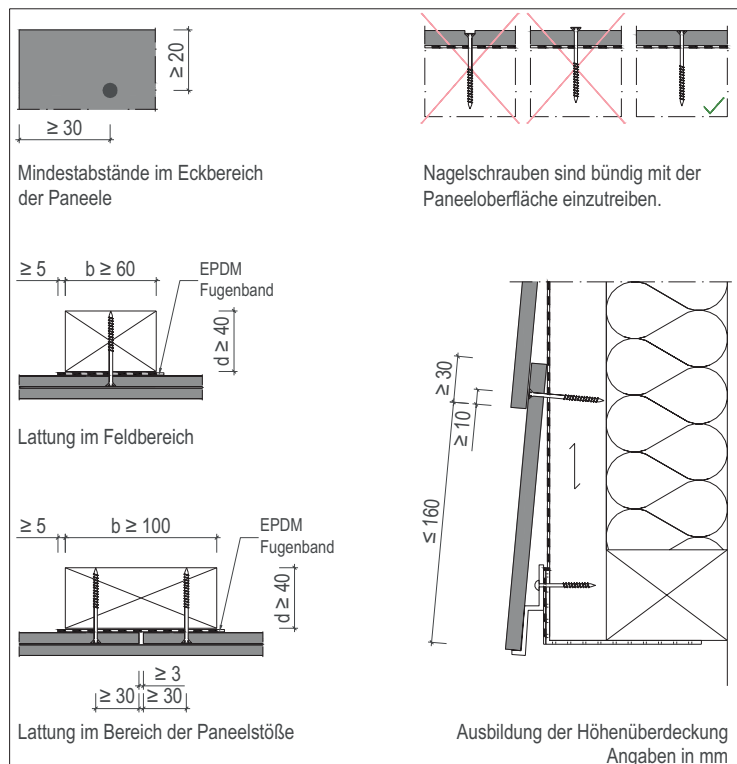 ≥ 20
≥ 30
Mindestabstände im Eckbereich
der Paneele
Nagelschrauben sind bündig mit der
Paneeloberfläche einzutreiben.
≥ 5
b ≥ 60
EPDM
Fugenband
d ≥ 40
Lattung im Feldbereich
≥ 5
b ≥ 100
EPDM
Fugenband
d ≥ 40
≥ 3
≥ 30
≥ 30
Lattung im Bereich der Paneelstöße
≥ 30
≥ 10
≤ 160
Ausbildung der Höhenüberdeckung
Angaben in mm